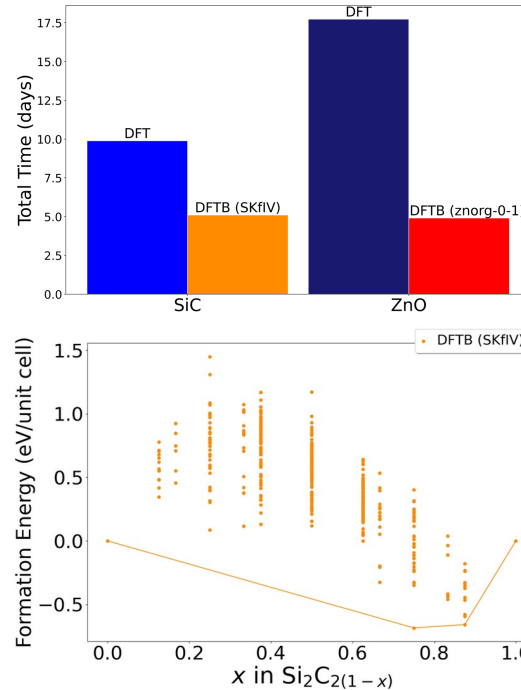 Total Time (days)
17.5
15.0
12.5
10.0
7.5
5.0
2.5
0.0
DFT
DFTB (SKfIV)
DFT
DFTB (znorg-0-1)
SiC
ZnO
Formation Energy (eV/unit cell)
1.5
1.0
0.5
0.0
−0.5
DFTB (SKfIV)
0.0
0.2
0.4
0.6
0.8
1.0
x in Si₂C₂₍₁₋ₓ₎